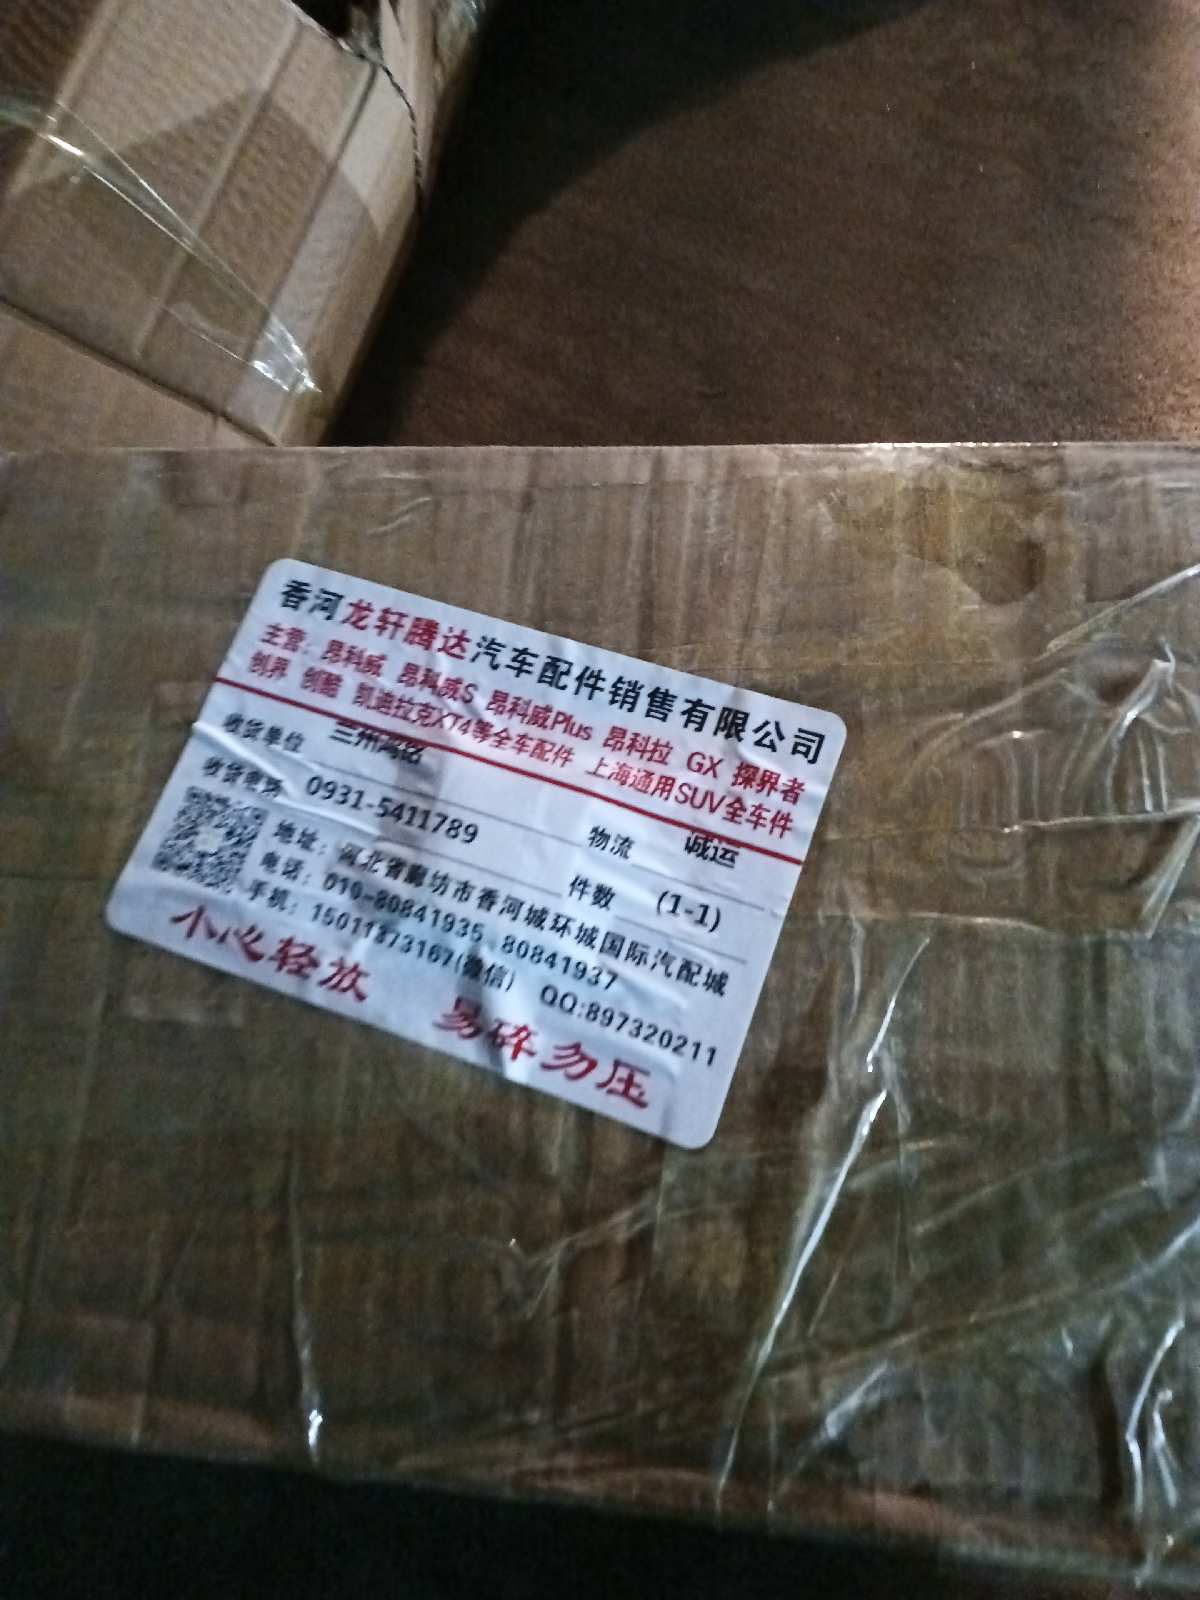 香河龙轩腾达汽车配件销售有限公司
主营：昂科威 昂科威S 昂科威Plus 昂科拉 GX 探界者
创界 创酷 凯迪拉克XT4等全车配件 上海通用SUV全车件
收货单位 兰州鸿铭
收货电话 0931-5411789 物流 诚运
件数 (1-1)
地址：河北省廊坊市香河城环城国际汽配城
电话：010-80841935 80841937
手机：15011873167(微信) QQ:897320211
小心轻放 易碎勿压